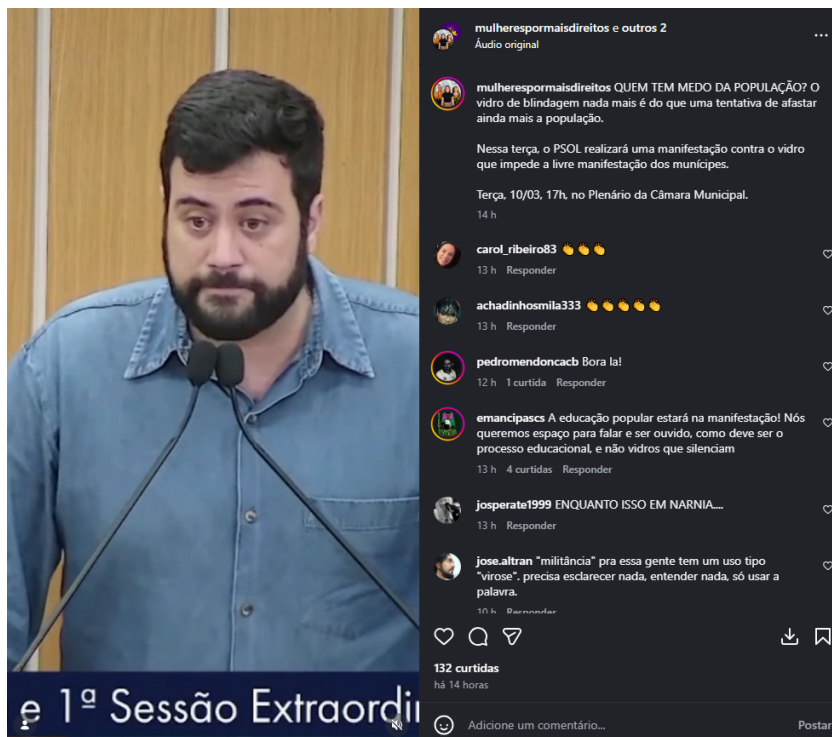 mulherespormaisdireitos e outros 2
Áudio original
mulherespormaisdireitos QUEM TEM MEDO DA POPULAÇÃO? O
vidro de blindagem nada mais é do que uma tentativa de afastar
ainda mais a população.
Nessa terça, o PSOL realizará uma manifestação contra o vidro
que impede a livre manifestação dos munícipes.
Terça, 10/03, 17h, no Plenário da Câmara Municipal.
14 h
carol_ribeiro83 👏👏👏
13 h Responder
achadinhosmila333 👏👏👏👏👏
13 h Responder
pedromendoncacb Bora la!
12 h 1 curtida Responder
emancipascs A educação popular estará na manifestação! Nós
queremos espaço para falar e ser ouvido, como deve ser o
processo educacional, e não vidros que silenciam
13 h 4 curtidas Responder
josperate1999 ENQUANTO ISSO EM NARNIA....
13 h Responder
jose.altran "militância" pra essa gente tem um uso tipo
"virose". precisa esclarecer nada, entender nada, só usar a
palavra.
10 h Responder
132 curtidas
há 14 horas
Adicione um comentário...
Postar
e 1ª Sessão Extraordi